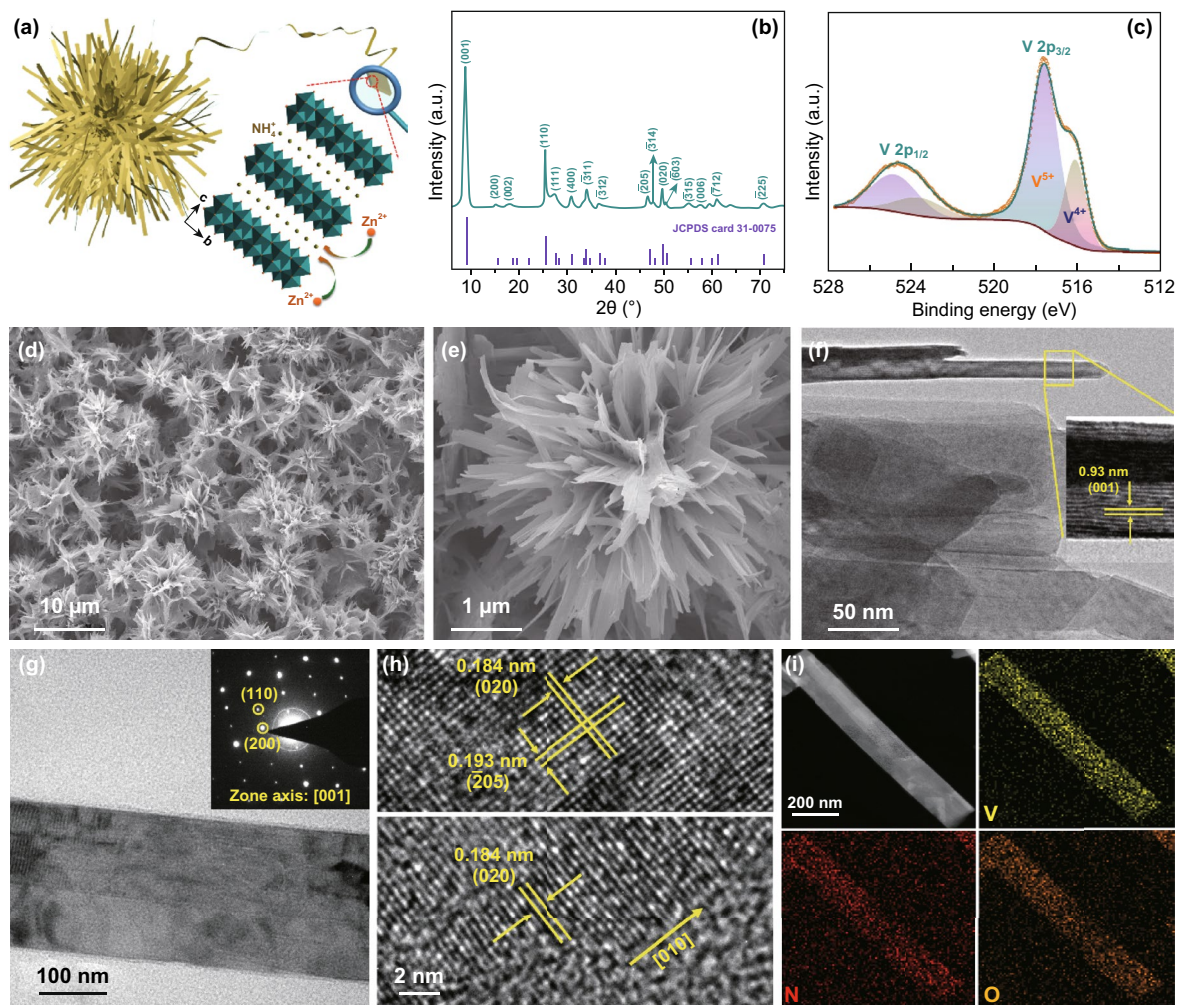 (a)
NH₄⁺
c
b
Zn²⁺
Zn²⁺
(b)
Intensity (a.u.)
(001)
(200)
(002)
(110)
(111)
(400)
(3̅11)
(3̅12)
(2̅05)
(3̅14)
(020)
(6̅03)
(3̅15)
(006)
(7̅12)
(2̅25)
JCPDS card 31-0075
10 20 30 40 50 60 70
2θ (°)
(c)
Intensity (a.u.)
V 2p₃/₂
V 2p₁/₂
V⁵⁺
V⁴⁺
528 524 520 516 512
Binding energy (eV)
(d)
10 μm
(e)
1 μm
(f)
0.93 nm
(001)
50 nm
(g)
(110)
(200)
Zone axis: [001]
100 nm
(h)
0.184 nm
(020)
0.193 nm
(2̅05)
0.184 nm
(020)
[010]
2 nm
(i)
200 nm
V
N
O